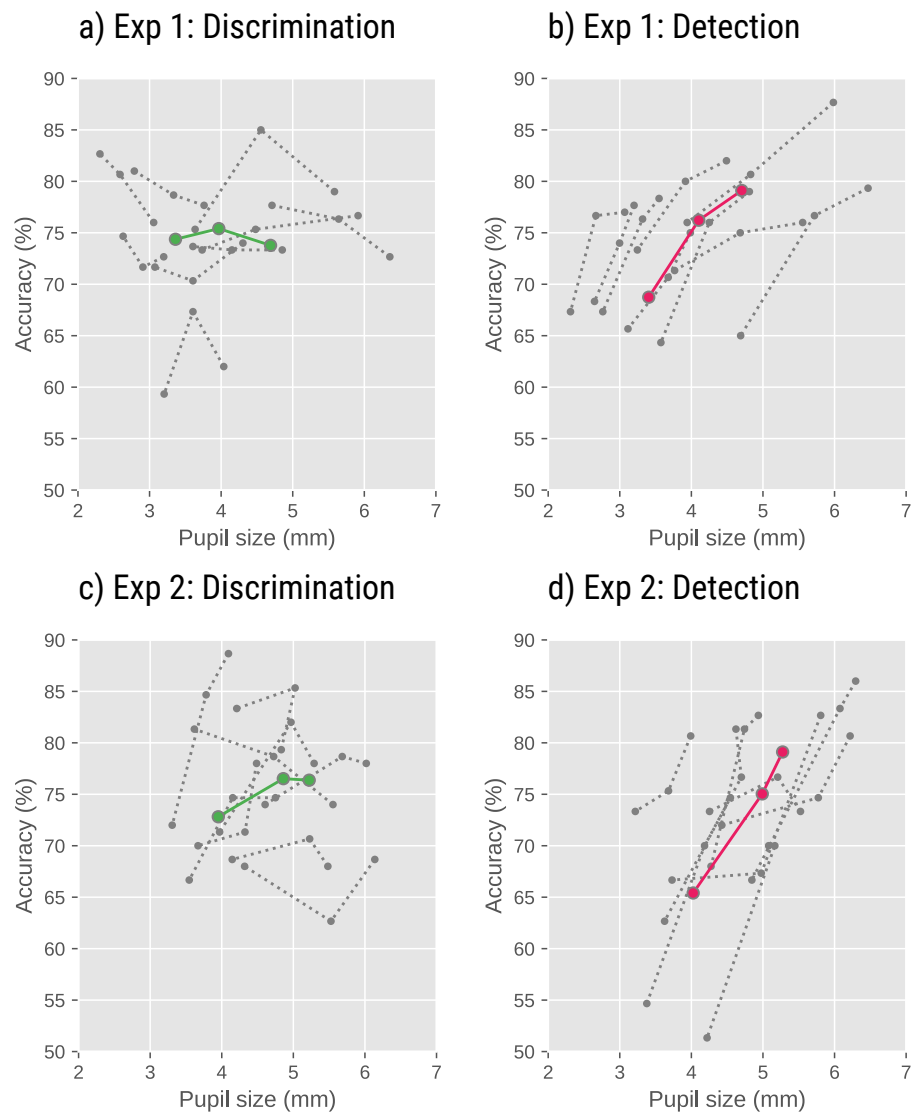 a) Exp 1: Discrimination
b) Exp 1: Detection
90
85
80
75
70
65
60
55
50
Accuracy (%)
2 3 4 5 6 7
Pupil size (mm)
90
85
80
75
70
65
60
55
50
Accuracy (%)
2 3 4 5 6 7
Pupil size (mm)
c) Exp 2: Discrimination
d) Exp 2: Detection
90
85
80
75
70
65
60
55
50
Accuracy (%)
2 3 4 5 6 7
Pupil size (mm)
90
85
80
75
70
65
60
55
50
Accuracy (%)
2 3 4 5 6 7
Pupil size (mm)